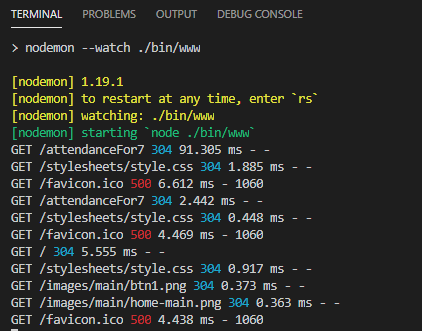 TERMINAL PROBLEMS OUTPUT DEBUG CONSOLE
> nodemon --watch ./bin/www
[nodemon] 1.19.1
[nodemon] to restart at any time, enter `rs`
[nodemon] watching: ./bin/www
[nodemon] starting `node ./bin/www`
GET /attendanceFor7 304 91.305 ms - -
GET /stylesheets/style.css 304 1.885 ms - -
GET /favicon.ico 500 6.612 ms - 1060
GET /attendanceFor7 304 2.442 ms - -
GET /stylesheets/style.css 304 0.448 ms - -
GET /favicon.ico 500 4.469 ms - 1060
GET / 304 5.555 ms - -
GET /stylesheets/style.css 304 0.917 ms - -
GET /images/main/btn1.png 304 0.373 ms - -
GET /images/main/home-main.png 304 0.363 ms - -
GET /favicon.ico 500 4.438 ms - 1060